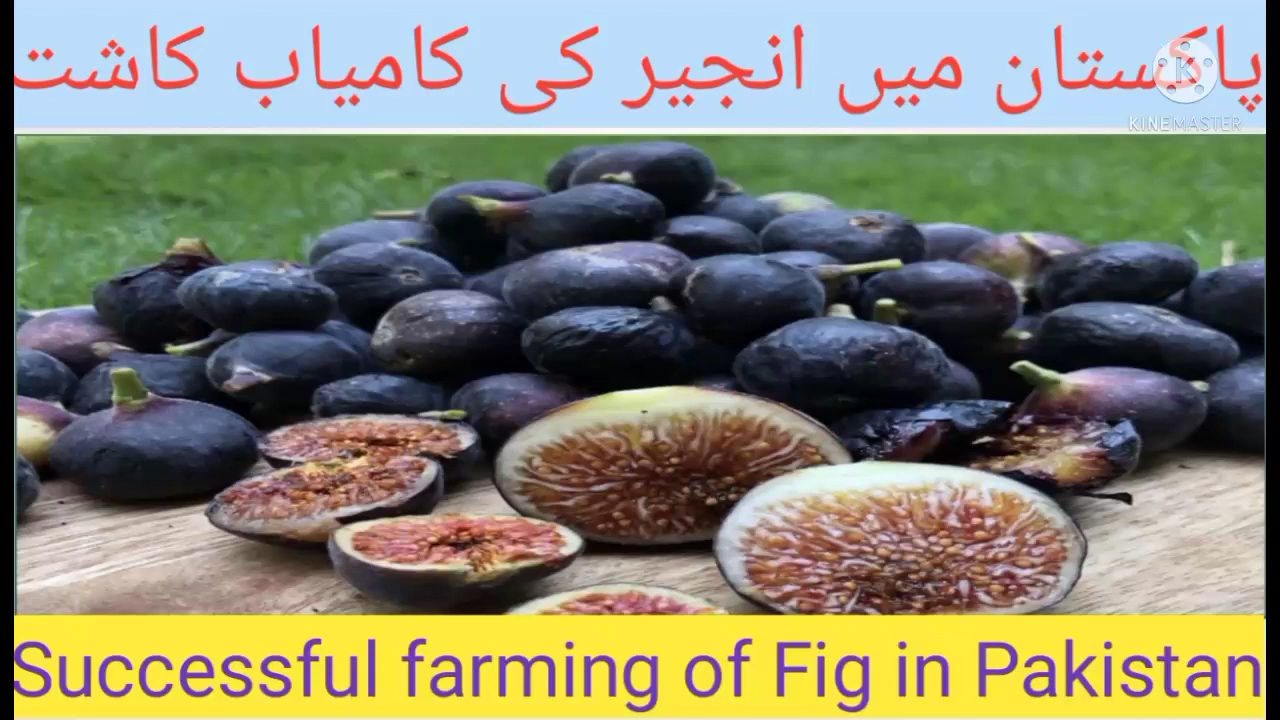 پاکستان میں انجیر کی کامیاب کاشت
K
KINEMASTER
Successful farming of Fig in Pakistan